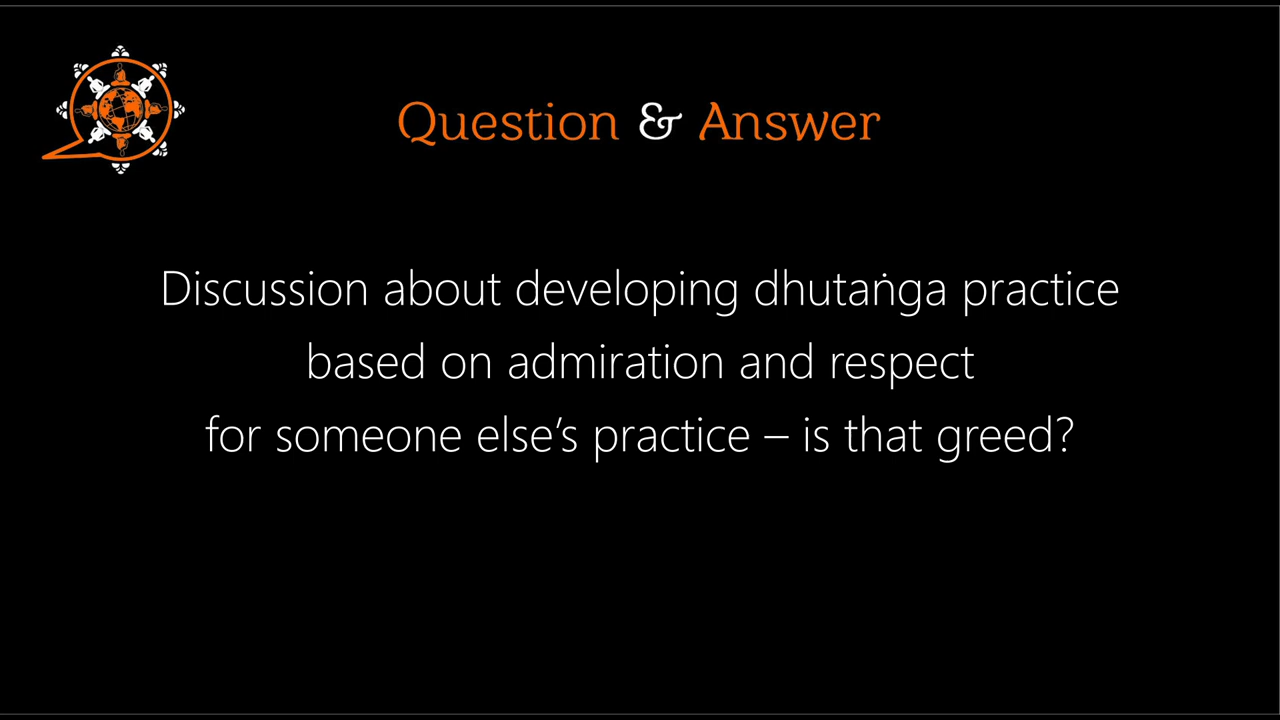 Question & Answer
Discussion about developing dhutaṅga practice
based on admiration and respect
for someone else’s practice – is that greed?